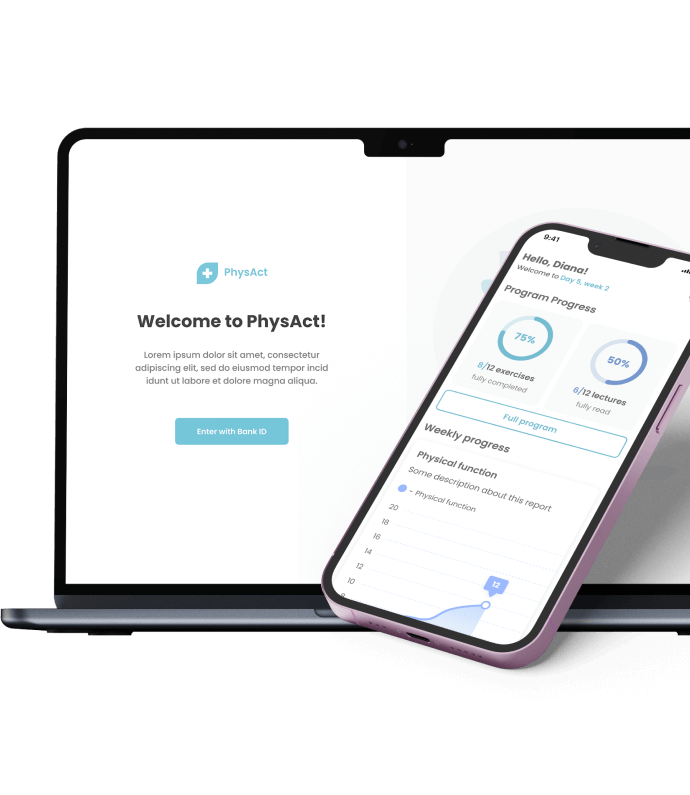 PhysAct
Welcome to PhysAct!
Lorem ipsum dolor sit amet, consectetur
adipiscing elit, sed do eiusmod tempor incid
idunt ut labore et dolore magna aliqua.
Enter with Bank ID
9:41
Hello, Diana!
Welcome to Day 5, week 2
Program Progress
75%
8/12 exercises
fully completed
50%
6/12 lectures
fully read
Full program
Weekly progress
Physical function
Some description about this report
- Physical function
20
18
16
14
12
10
12